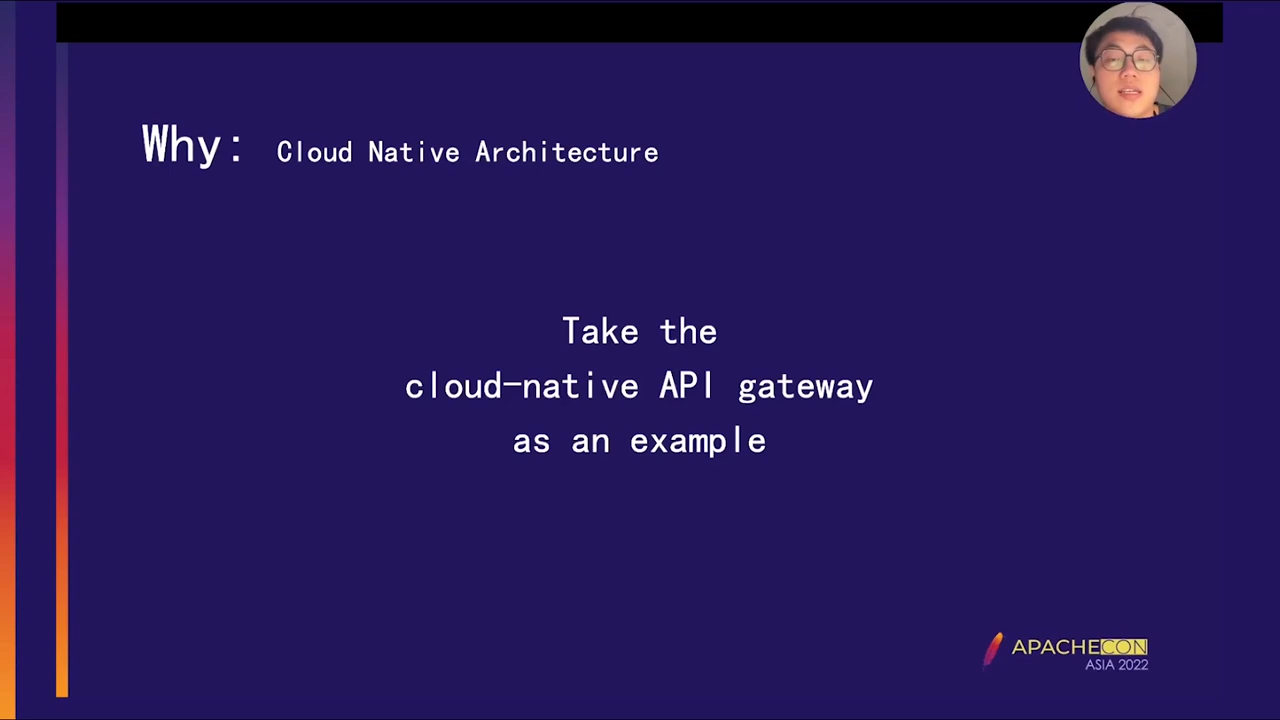 Why: Cloud Native Architecture
Take the
cloud-native API gateway
as an example
APACHECON
ASIA 2022